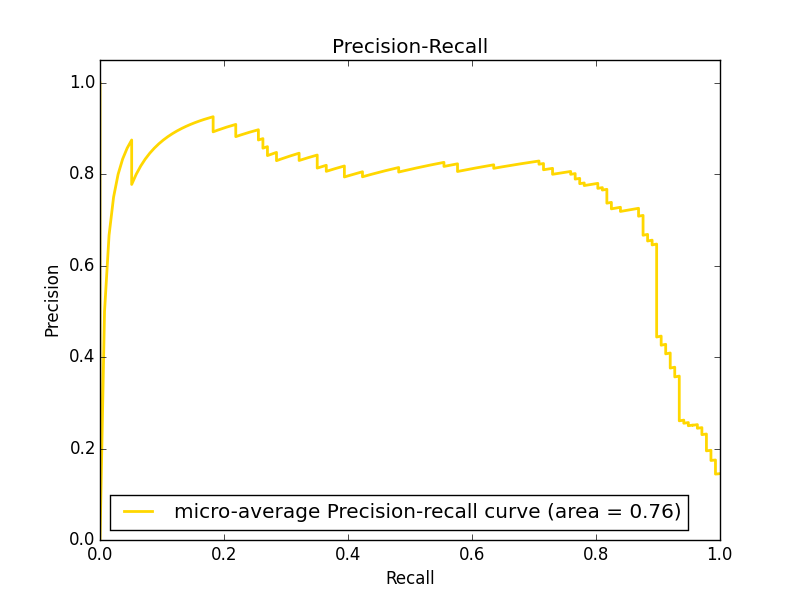 Precision-Recall
1.0
0.8
0.6
0.4
0.2
0.0
Precision
micro-average Precision-recall curve (area = 0.76)
0.0 0.2 0.4 0.6 0.8 1.0
Recall